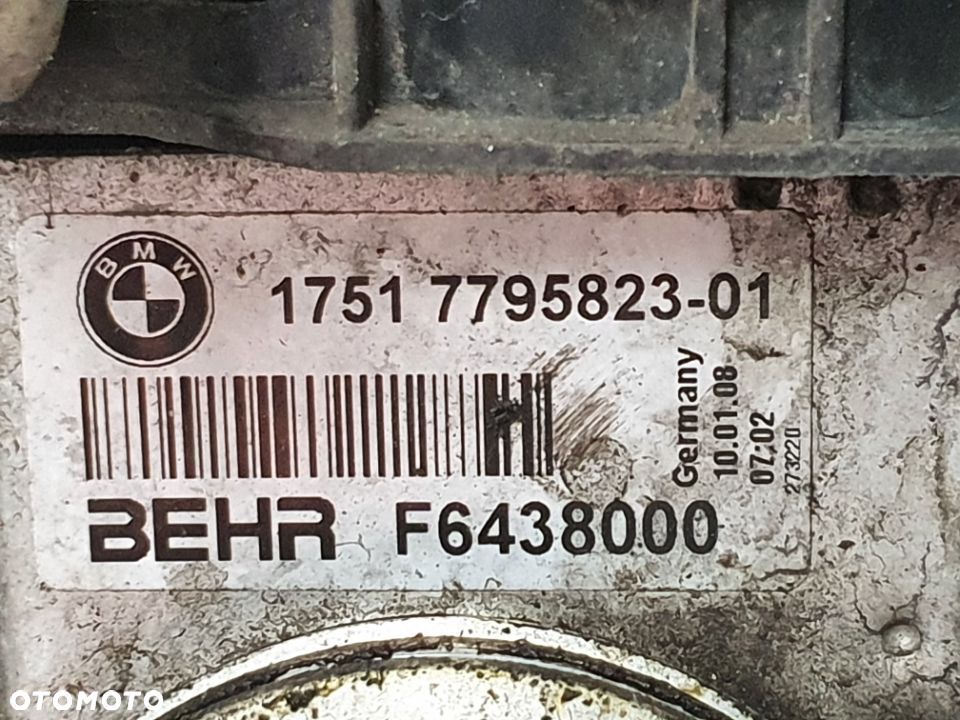 BMW
1751 7795823-01
Germany
10.01.08
07:02
273220
BEHR F6438000
OTOMOTO